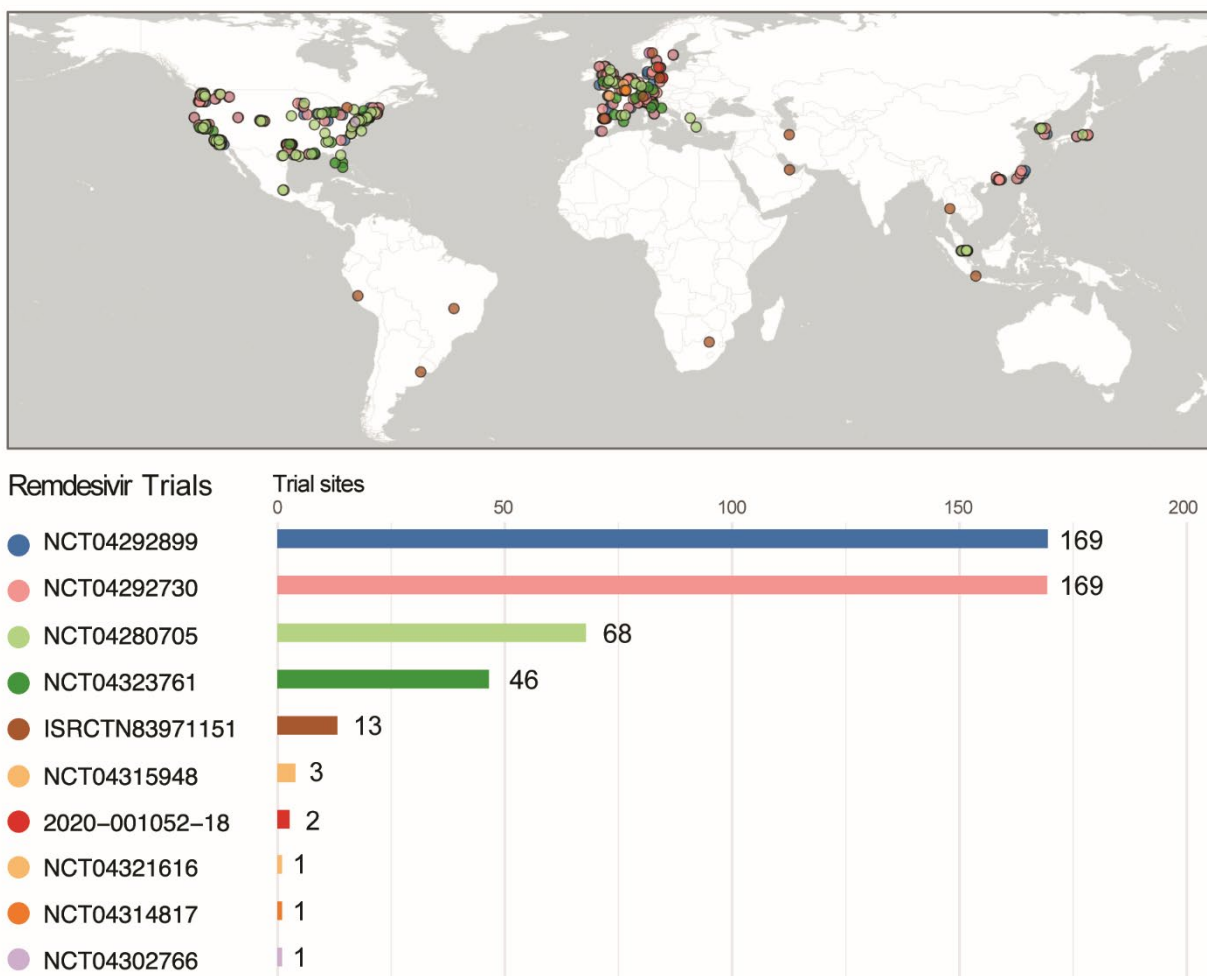 Remdesivir Trials
Trial sites
0 50 100 150 200
NCT04292899 169
NCT04292730 169
NCT04280705 68
NCT04323761 46
ISRCTN83971151 13
NCT04315948 3
2020-001052-18 2
NCT04321616 1
NCT04314817 1
NCT04302766 1